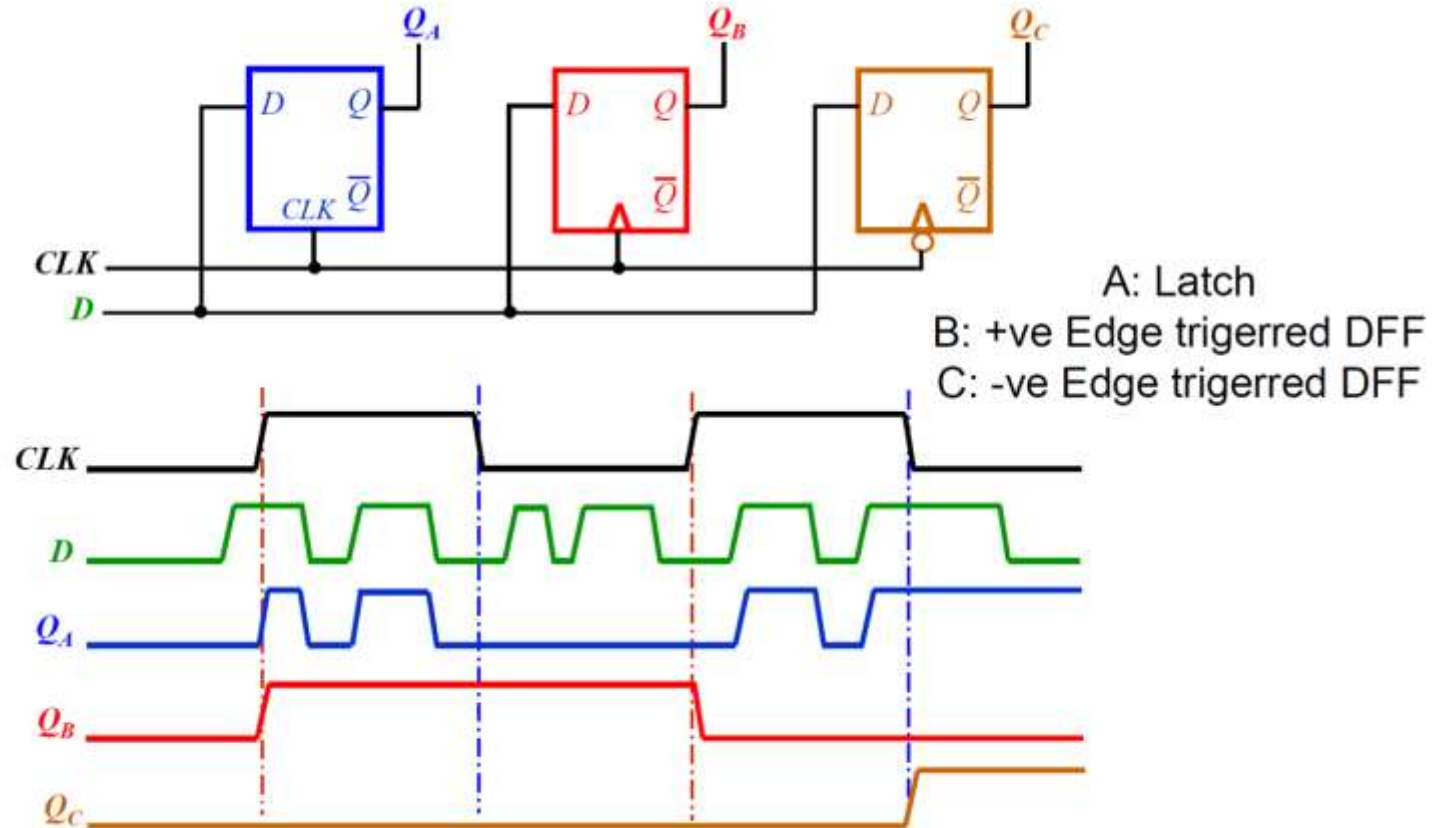 Q_A Q_B Q_C
D Q D Q D Q
Q̅ Q̅ Q̅
CLK
CLK
D
A: Latch
B: +ve Edge trigerred DFF
C: -ve Edge trigerred DFF
CLK
D
Q_A
Q_B
Q_C